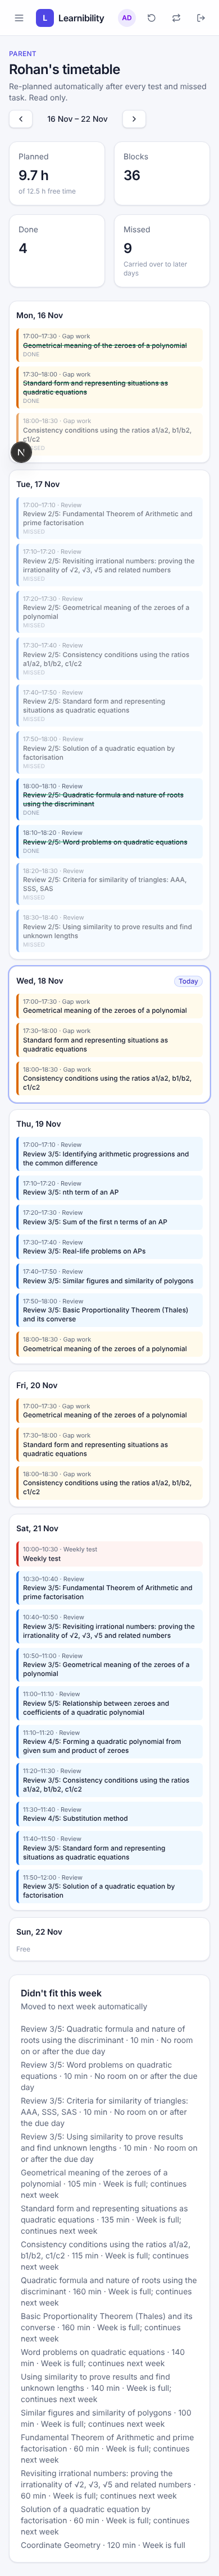 L Learnibility AD
PARENT
Rohan's timetable
Re-planned automatically after every test and missed
task. Read only.
16 Nov – 22 Nov
Planned
9.7 h
of 12.5 h free time
Blocks
36
Done
4
Missed
9
Carried over to later
days
Mon, 16 Nov
17:00–17:30 · Gap work
Geometrical meaning of the zeroes of a polynomial
DONE
17:30–18:00 · Gap work
Standard form and representing situations as
quadratic equations
DONE
18:00–18:30 · Gap work
Consistency conditions using the ratios a1/a2, b1/b2,
c1/c2
N
Tue, 17 Nov
17:00–17:10 · Review
Review 2/5: Fundamental Theorem of Arithmetic and
prime factorisation
MISSED
17:10–17:20 · Review
Review 2/5: Revisiting irrational numbers: proving the
irrationality of √2, √3, √5 and related numbers
MISSED
17:20–17:30 · Review
Review 2/5: Geometrical meaning of the zeroes of a
polynomial
MISSED
17:30–17:40 · Review
Review 2/5: Consistency conditions using the ratios
a1/a2, b1/b2, c1/c2
MISSED
17:40–17:50 · Review
Review 2/5: Standard form and representing
situations as quadratic equations
MISSED
17:50–18:00 · Review
Review 2/5: Solution of a quadratic equation by
factorisation
MISSED
18:00–18:10 · Review
Review 2/5: Quadratic formula and nature of roots
using the discriminant
DONE
18:10–18:20 · Review
Review 2/5: Word problems on quadratic equations
DONE
18:20–18:30 · Review
Review 2/5: Criteria for similarity of triangles: AAA,
SSS, SAS
MISSED
18:30–18:40 · Review
Review 2/5: Using similarity to prove results and find
unknown lengths
MISSED
Wed, 18 Nov Today
17:00–17:30 · Gap work
Geometrical meaning of the zeroes of a polynomial
17:30–18:00 · Gap work
Standard form and representing situations as
quadratic equations
18:00–18:30 · Gap work
Consistency conditions using the ratios a1/a2, b1/b2,
c1/c2
Thu, 19 Nov
17:00–17:10 · Review
Review 3/5: Identifying arithmetic progressions and
the common difference
17:10–17:20 · Review
Review 3/5: nth term of an AP
17:20–17:30 · Review
Review 3/5: Sum of the first n terms of an AP
17:30–17:40 · Review
Review 3/5: Real-life problems on APs
17:40–17:50 · Review
Review 3/5: Similar figures and similarity of polygons
17:50–18:00 · Review
Review 3/5: Basic Proportionality Theorem (Thales)
and its converse
18:00–18:30 · Gap work
Geometrical meaning of the zeroes of a polynomial
Fri, 20 Nov
17:00–17:30 · Gap work
Geometrical meaning of the zeroes of a polynomial
17:30–18:00 · Gap work
Standard form and representing situations as
quadratic equations
18:00–18:30 · Gap work
Consistency conditions using the ratios a1/a2, b1/b2,
c1/c2
Sat, 21 Nov
10:00–10:30 · Weekly test
Weekly test
10:30–10:40 · Review
Review 3/5: Fundamental Theorem of Arithmetic and
prime factorisation
10:40–10:50 · Review
Review 3/5: Revisiting irrational numbers: proving the
irrationality of √2, √3, √5 and related numbers
10:50–11:00 · Review
Review 3/5: Geometrical meaning of the zeroes of a
polynomial
11:00–11:10 · Review
Review 5/5: Relationship between zeroes and
coefficients of a quadratic polynomial
11:10–11:20 · Review
Review 4/5: Forming a quadratic polynomial from
given sum and product of zeroes
11:20–11:30 · Review
Review 3/5: Consistency conditions using the ratios
a1/a2, b1/b2, c1/c2
11:30–11:40 · Review
Review 4/5: Substitution method
11:40–11:50 · Review
Review 3/5: Standard form and representing
situations as quadratic equations
11:50–12:00 · Review
Review 3/5: Solution of a quadratic equation by
factorisation
Sun, 22 Nov
Free
Didn't fit this week
Moved to next week automatically
Review 3/5: Quadratic formula and nature of
roots using the discriminant · 10 min · No room
on or after the due day
Review 3/5: Word problems on quadratic
equations · 10 min · No room on or after the due
day
Review 3/5: Criteria for similarity of triangles:
AAA, SSS, SAS · 10 min · No room on or after
the due day
Review 3/5: Using similarity to prove results and
find unknown lengths · 10 min · No room on or
after the due day
Geometrical meaning of the zeroes of a
polynomial · 105 min · Week is full; continues
next week
Standard form and representing situations as
quadratic equations · 135 min · Week is full;
continues next week
Consistency conditions using the ratios a1/a2,
b1/b2, c1/c2 · 115 min · Week is full; continues
next week
Quadratic formula and nature of roots using the
discriminant · 160 min · Week is full; continues
next week
Basic Proportionality Theorem (Thales) and its
converse · 160 min · Week is full; continues
next week
Word problems on quadratic equations · 140
min · Week is full; continues next week
Using similarity to prove results and find
unknown lengths · 140 min · Week is full;
continues next week
Similar figures and similarity of polygons · 100
min · Week is full; continues next week
Fundamental Theorem of Arithmetic and prime
factorisation · 60 min · Week is full; continues
next week
Revisiting irrational numbers: proving the
irrationality of √2, √3, √5 and related numbers ·
60 min · Week is full; continues next week
Solution of a quadratic equation by
factorisation · 60 min · Week is full; continues
next week
Coordinate Geometry · 120 min · Week is full